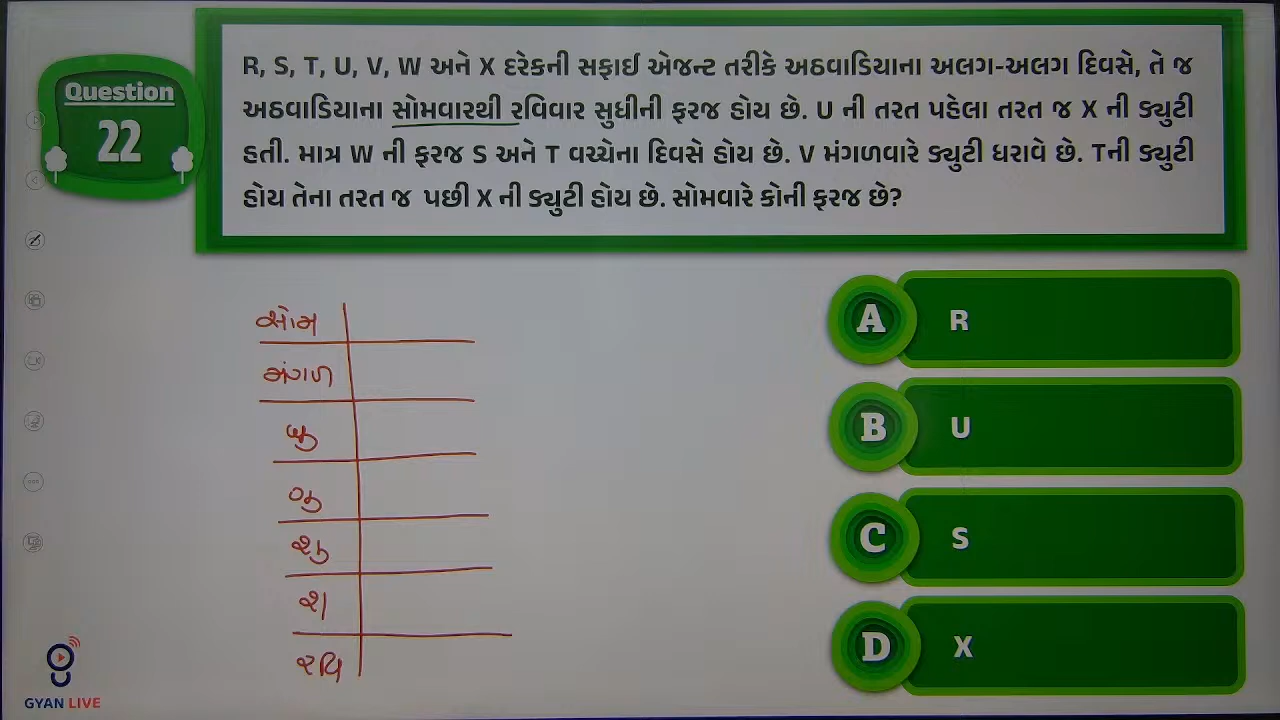 Question
22
R, S, T, U, V, W અને X દરેકની સફાઈ એજન્ટ તરીકે અઠવાડિયાના અલગ-અલગ દિવસે, તે જ
અઠવાડિયાના સોમવારથી રવિવાર સુધીની ફરજ હોય છે. U ની તરત પહેલા તરત જ X ની ક્યુટી
હતી. માત્ર W ની ફરજ S અને T વચ્ચેના દિવસે હોય છે. V મંગળવારે ક્યુટી ધરાવે છે. Tની ક્યુટી
હોય તેના તરત જ પછી X ની ક્યુટી હોય છે. સોમવારે કોની ફરજ છે?
સોમ
મંગળ
બુ
ગુ
શુ
શ
રવિ
A R
B U
C S
D X
GYAN LIVE